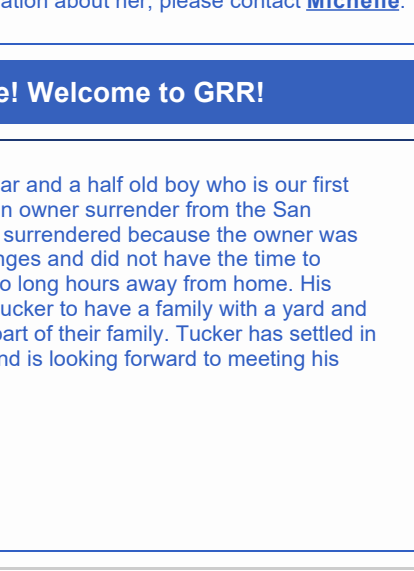 ation about her, please contact Michelle.
e! Welcome to GRR!
ar and a half old boy who is our first
n owner surrender from the San
surrendered because the owner was
nges and did not have the time to
o long hours away from home. His
ucker to have a family with a yard and
part of their family. Tucker has settled in
nd is looking forward to meeting his